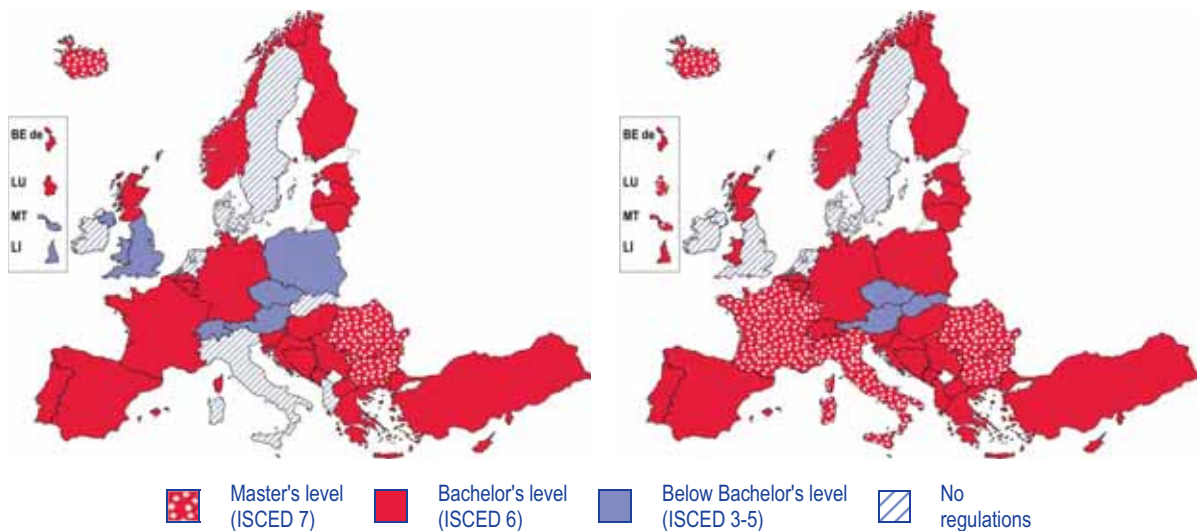 BE de
LU
MT
LI
BE de
LU
MT
LI
Master's level
(ISCED 7)
Bachelor's level
(ISCED 6)
Below Bachelor's level
(ISCED 3-5)
No
regulations